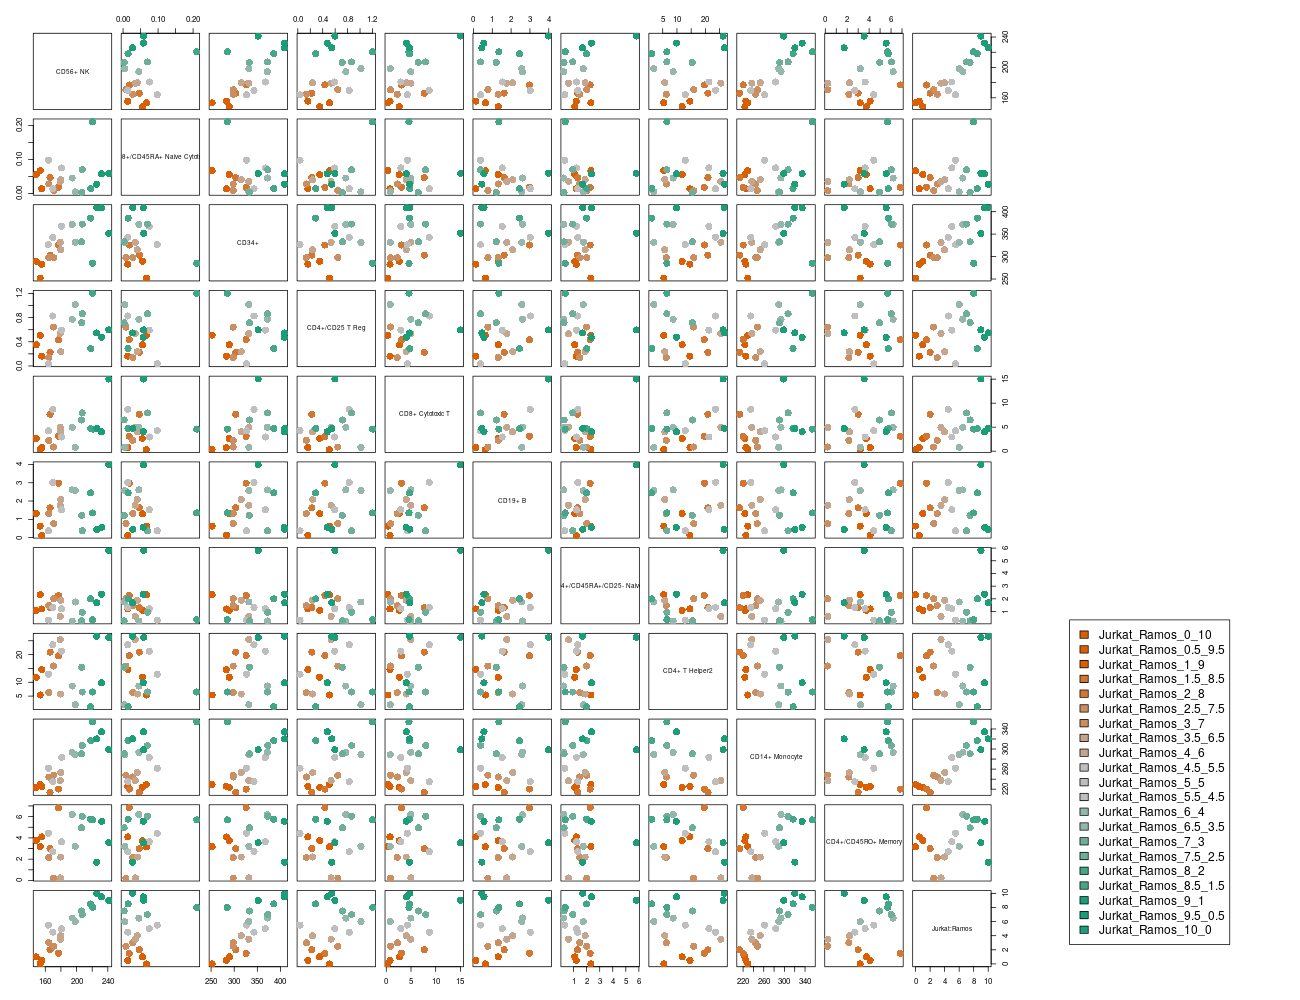 0.00 0.10 0.20 0.0 0.4 0.8 1.2 0 1 2 3 4 5 10 20 0 2 4 6
CD56+ NK
160 200 240
8+/CD45RA+ Naive Cytot
0.00 0.10 0.20
CD34+
250 300 350 400
CD4+/CD25 T Reg
0.0 0.4 0.8 1.2
CD8+ Cytotoxic T
0 5 10 15
CD19+ B
0 1 2 3 4
4+/CD45RA+/CD25- Naiv
1 2 3 4 5 6
CD4+ T Helper2
5 10 20
CD14+ Monocyte
220 260 300 340
CD4+/CD45RO+ Memory
0 2 4 6
Jurkat:Ramos
0 2 4 6 8 10
160 200 240 250 300 350 400 0 5 10 15 1 2 3 4 5 6 220 260 300 340 0 2 4 6 8 10
Jurkat_Ramos_0_10
Jurkat_Ramos_0.5_9.5
Jurkat_Ramos_1_9
Jurkat_Ramos_1.5_8.5
Jurkat_Ramos_2_8
Jurkat_Ramos_2.5_7.5
Jurkat_Ramos_3_7
Jurkat_Ramos_3.5_6.5
Jurkat_Ramos_4_6
Jurkat_Ramos_4.5_5.5
Jurkat_Ramos_5_5
Jurkat_Ramos_5.5_4.5
Jurkat_Ramos_6_4
Jurkat_Ramos_6.5_3.5
Jurkat_Ramos_7_3
Jurkat_Ramos_7.5_2.5
Jurkat_Ramos_8_2
Jurkat_Ramos_8.5_1.5
Jurkat_Ramos_9_1
Jurkat_Ramos_9.5_0.5
Jurkat_Ramos_10_0